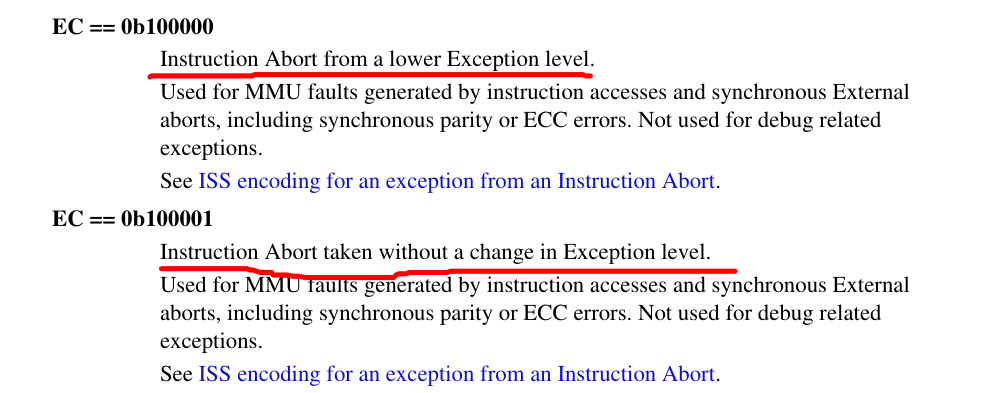 EC == 0b100000
Instruction Abort from a lower Exception level.
Used for MMU faults generated by instruction accesses and synchronous External
aborts, including synchronous parity or ECC errors. Not used for debug related
exceptions.
See ISS encoding for an exception from an Instruction Abort.
EC == 0b100001
Instruction Abort taken without a change in Exception level.
Used for MMU faults generated by instruction accesses and synchronous External
aborts, including synchronous parity or ECC errors. Not used for debug related
exceptions.
See ISS encoding for an exception from an Instruction Abort.